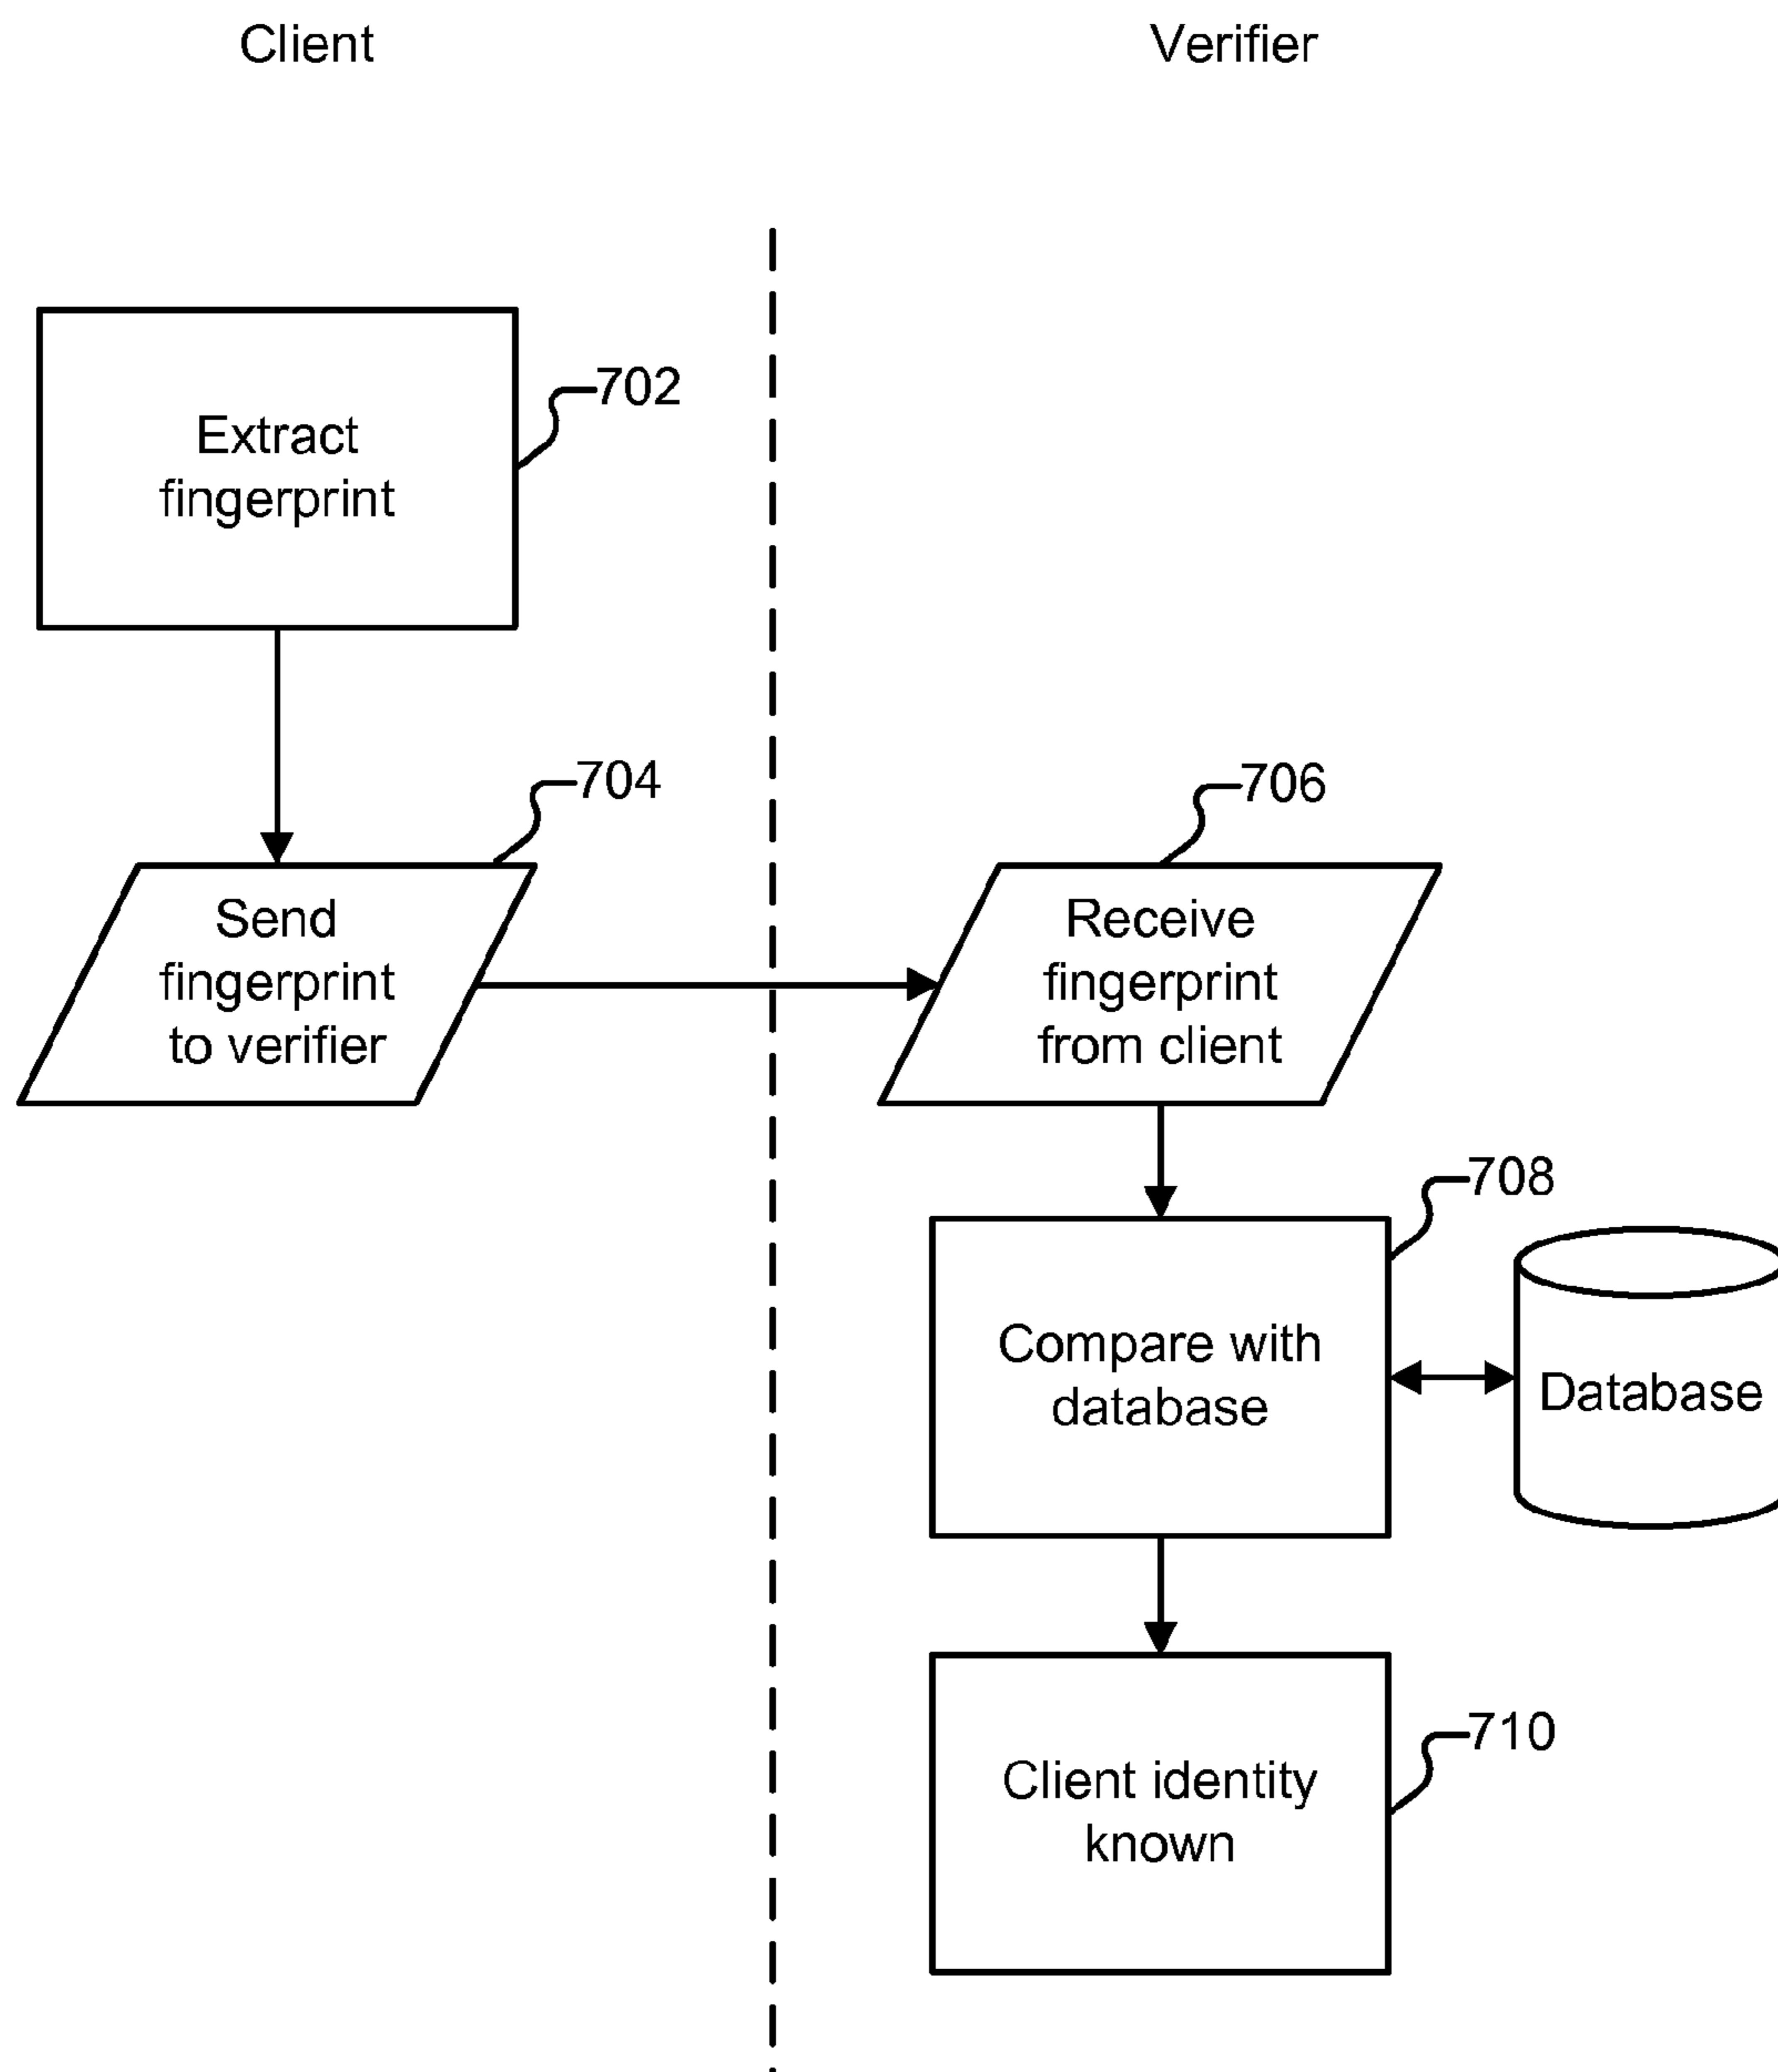 Client
Verifier
702
Extract
fingerprint
704
706
Send
fingerprint
to verifier
Receive
fingerprint
from client
708
Compare with
database
Database
710
Client identity
known